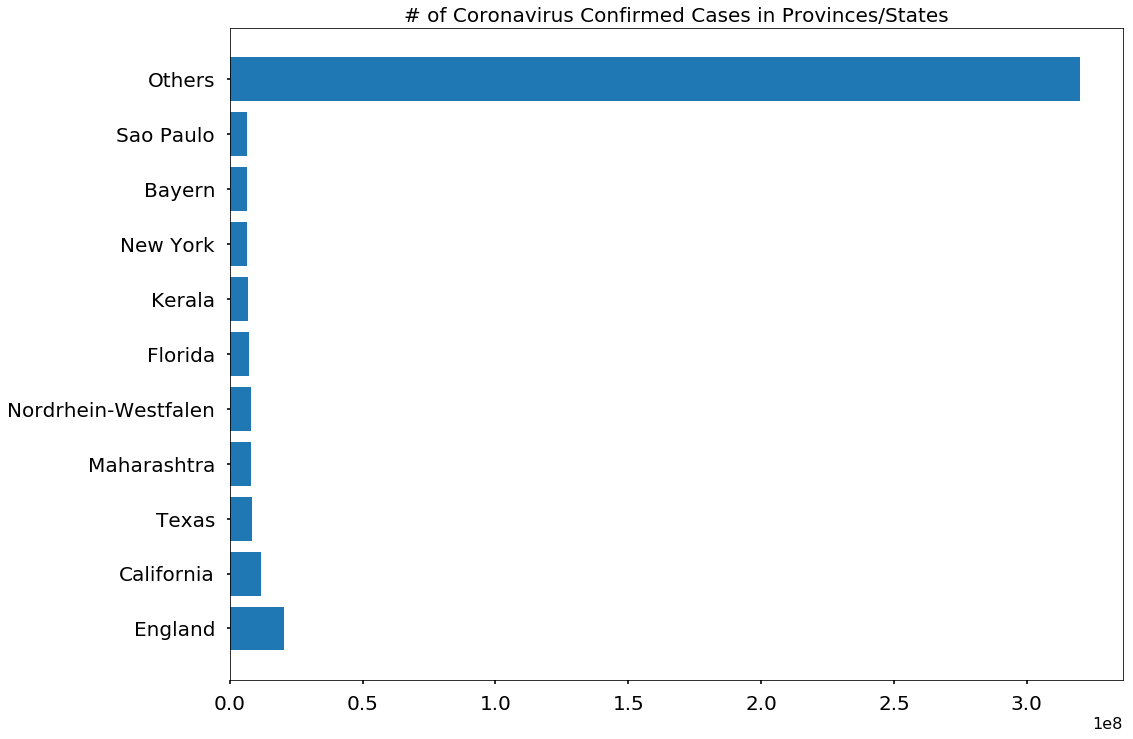 # of Coronavirus Confirmed Cases in Provinces/States
Others
Sao Paulo
Bayern
New York
Kerala
Florida
Nordrhein-Westfalen
Maharashtra
Texas
California
England
0.0 0.5 1.0 1.5 2.0 2.5 3.0
1e8